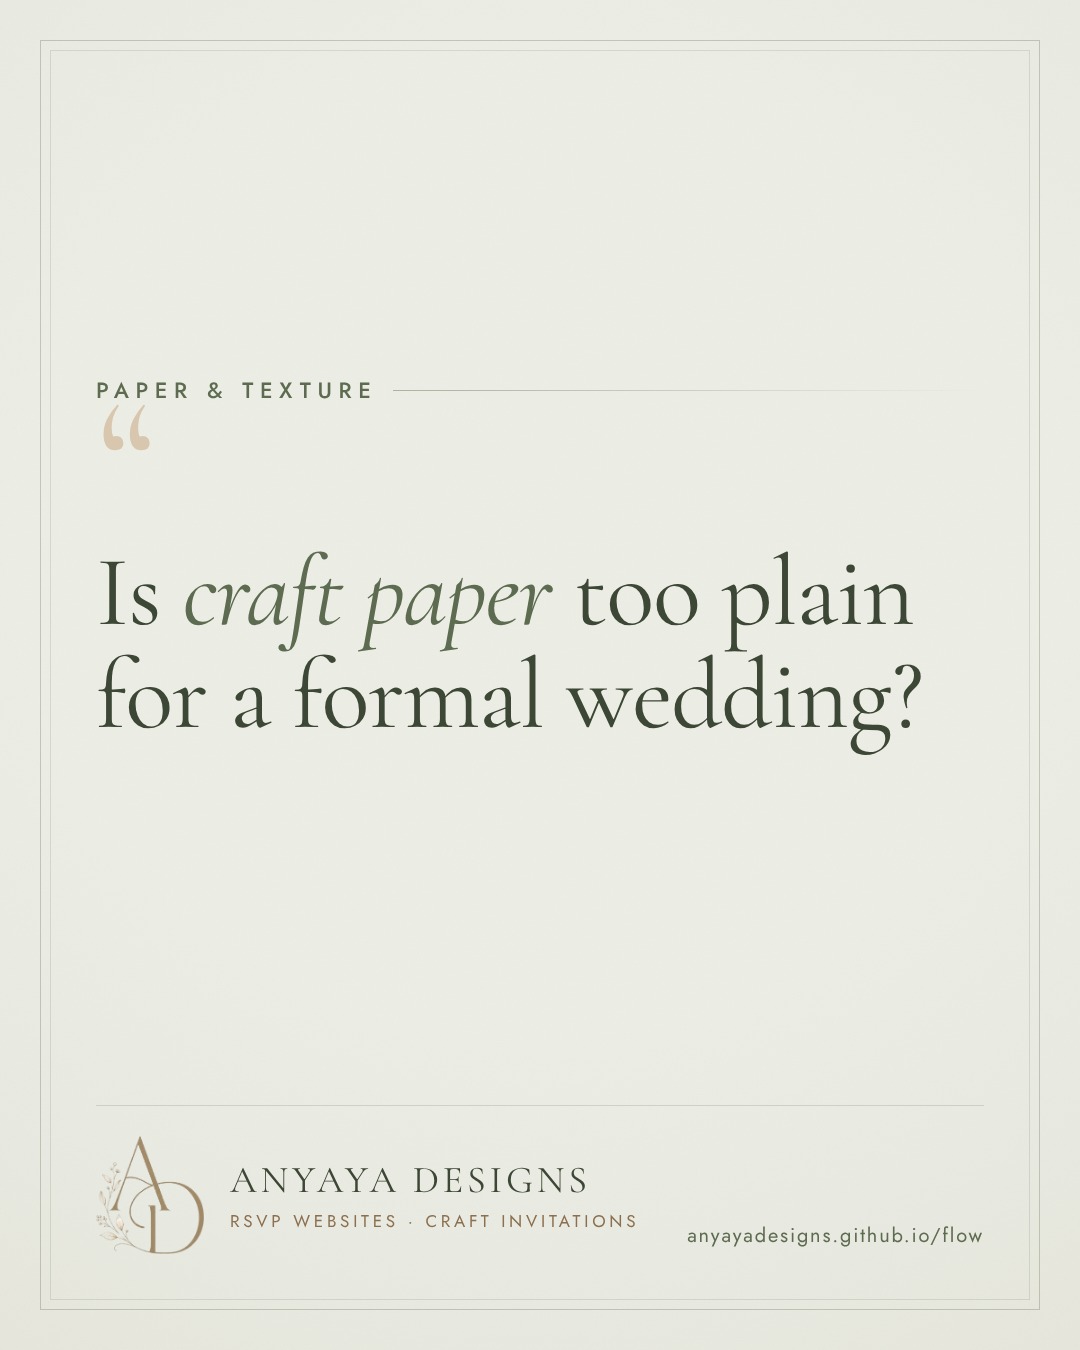 PAPER & TEXTURE
“
Is craft paper too plain
for a formal wedding?
AD
ANYAYA DESIGNS
RSVP WEBSITES · CRAFT INVITATIONS
anyayadesigns.github.io/flow